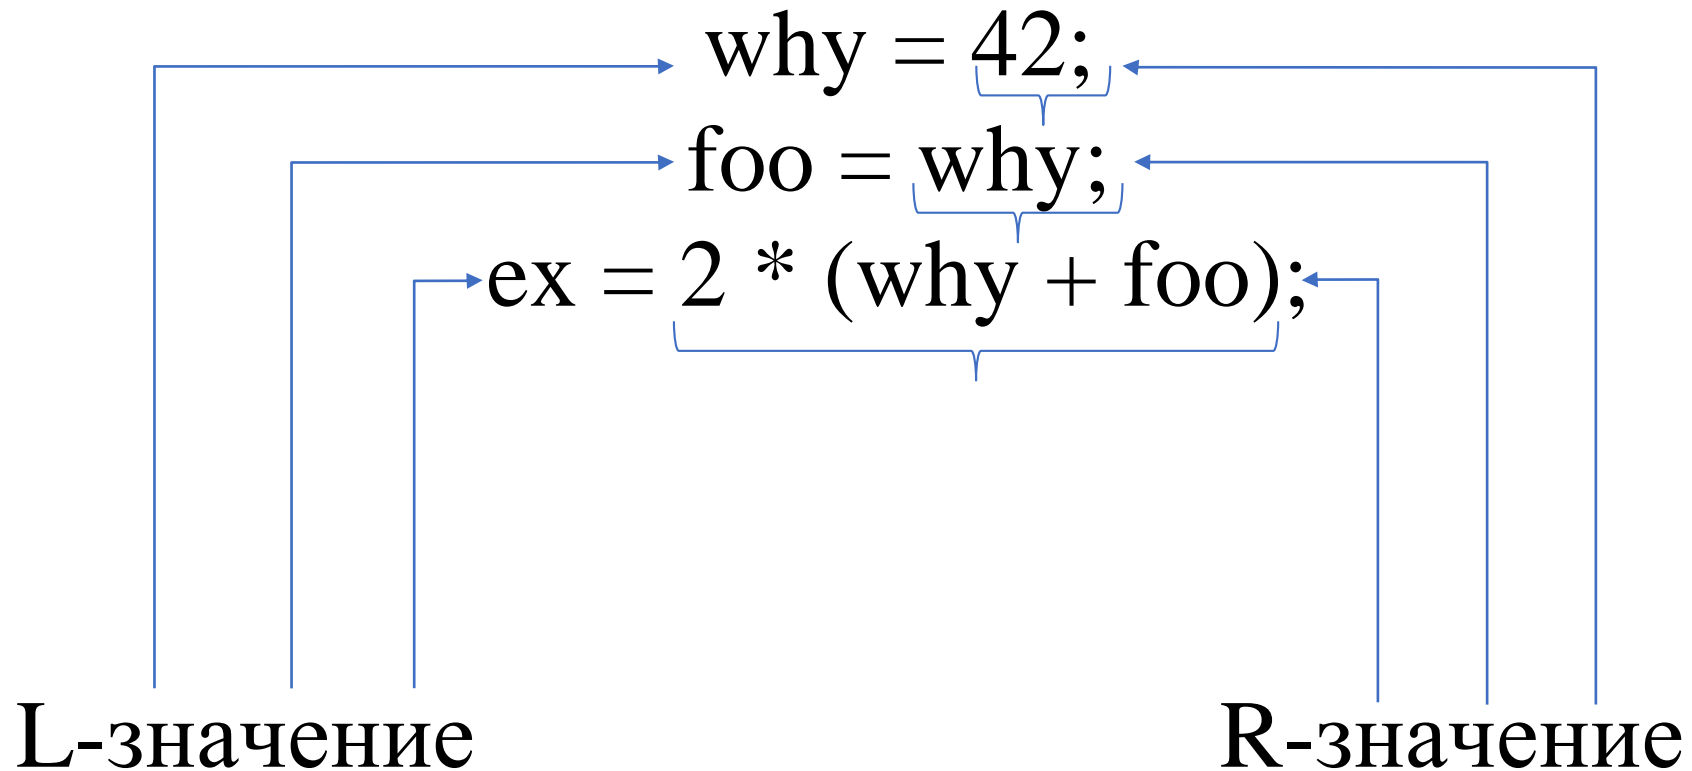 why = 42;
foo = why;
ex = 2 * (why + foo);
L-значение
R-значение